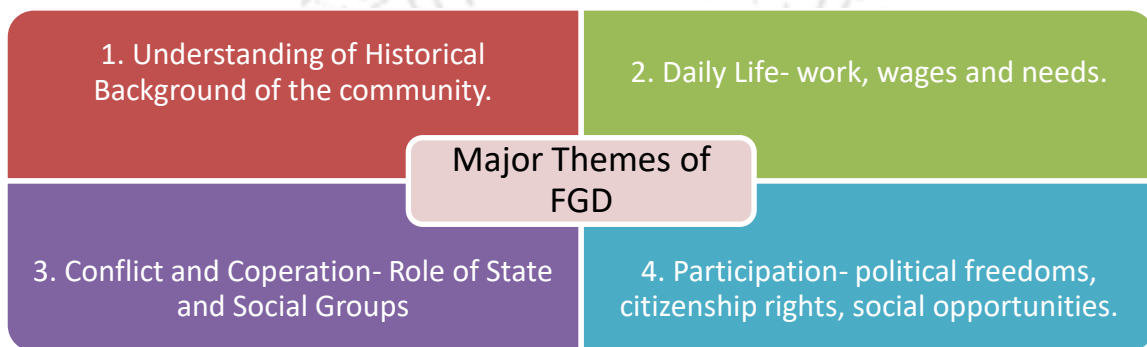 1. Understanding of Historical
Background of the community.
2. Daily Life- work, wages and needs.
Major Themes of
FGD
3. Conflict and Coperation- Role of State
and Social Groups
4. Participation- political freedoms,
citizenship rights, social opportunities.